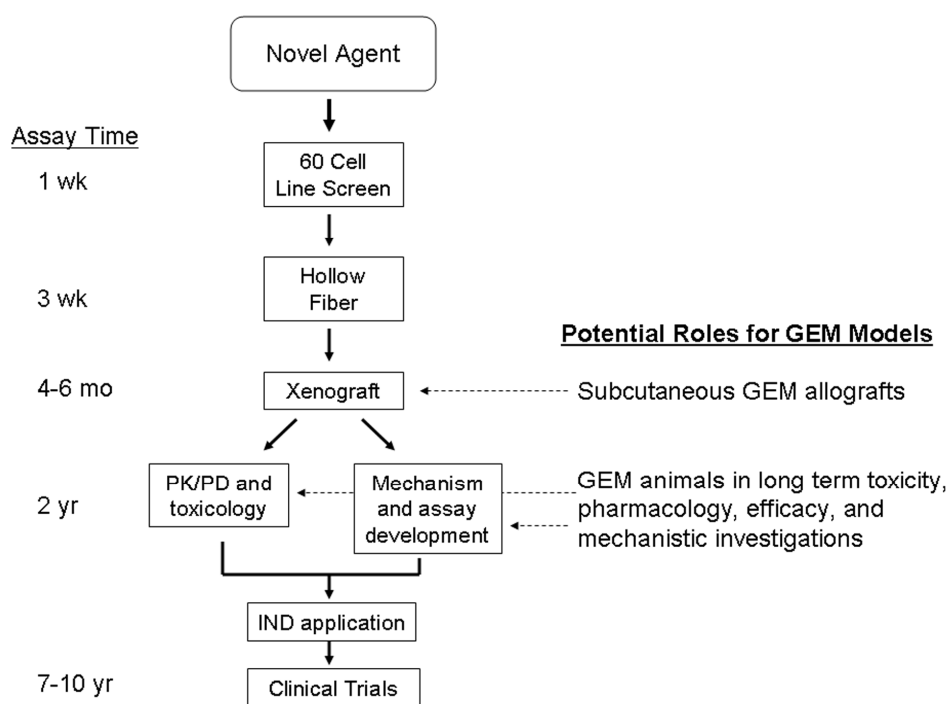 Novel Agent
Assay Time
60 Cell
Line Screen
1 wk
Hollow
Fiber
3 wk
Potential Roles for GEM Models
4-6 mo
Xenograft
Subcutaneous GEM allografts
2 yr
PK/PD and
toxicology
Mechanism
and assay
development
GEM animals in long term toxicity,
pharmacology, efficacy, and
mechanistic investigations
IND application
7-10 yr
Clinical Trials